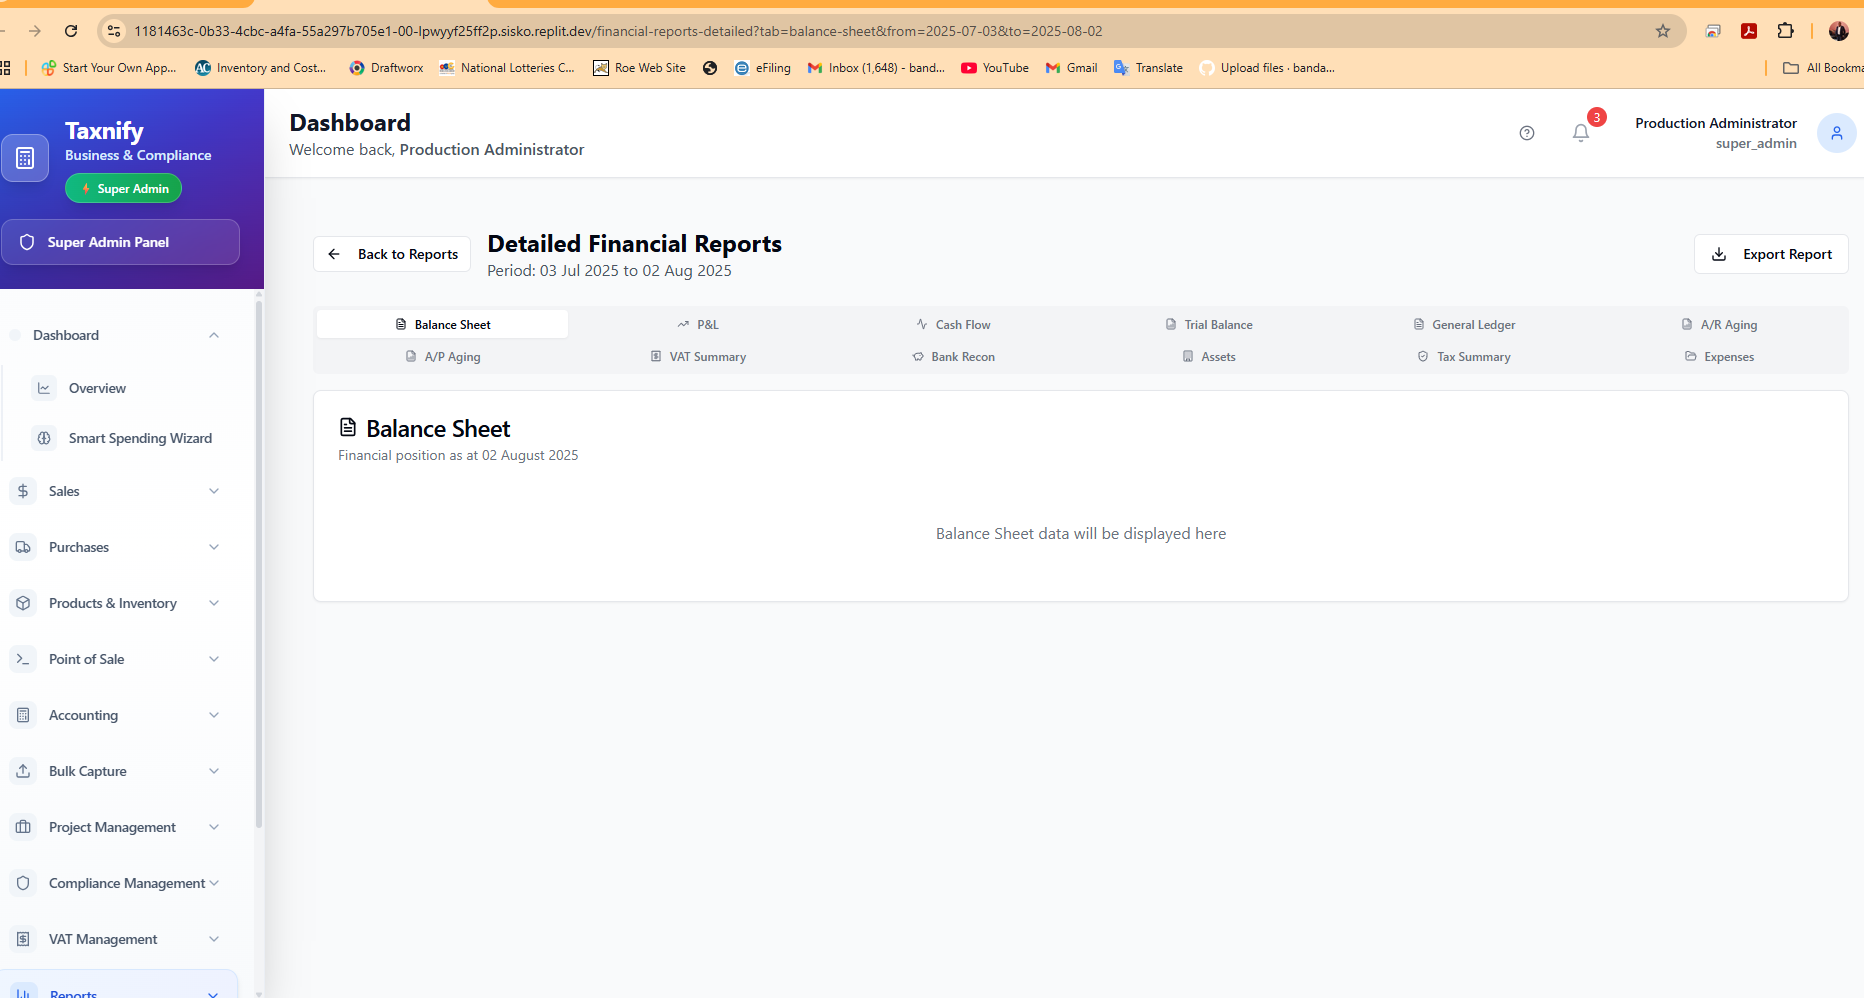 1181463c-0b33-4cbc-a4fa-55a297b705e1-00-lpwyyf25ff2p.sisko.replit.dev/financial-reports-detailed?tab=balance-sheet&from=2025-07-03&to=2025-08-02
Start Your Own App... Inventory and Cost... Draftworx National Lotteries C... Roe Web Site eFiling Inbox (1,648) - band... YouTube Gmail Translate Upload files · banda... All Bookma
Taxnify
Business & Compliance
Super Admin
Super Admin Panel
Dashboard
Welcome back, Production Administrator
3
Production Administrator
super_admin
Dashboard
Overview
Smart Spending Wizard
Sales
Purchases
Products & Inventory
Point of Sale
Accounting
Bulk Capture
Project Management
Compliance Management
VAT Management
Reports
Back to Reports
Detailed Financial Reports
Period: 03 Jul 2025 to 02 Aug 2025
Export Report
Balance Sheet P&L Cash Flow Trial Balance General Ledger A/R Aging
A/P Aging VAT Summary Bank Recon Assets Tax Summary Expenses
Balance Sheet
Financial position as at 02 August 2025
Balance Sheet data will be displayed here